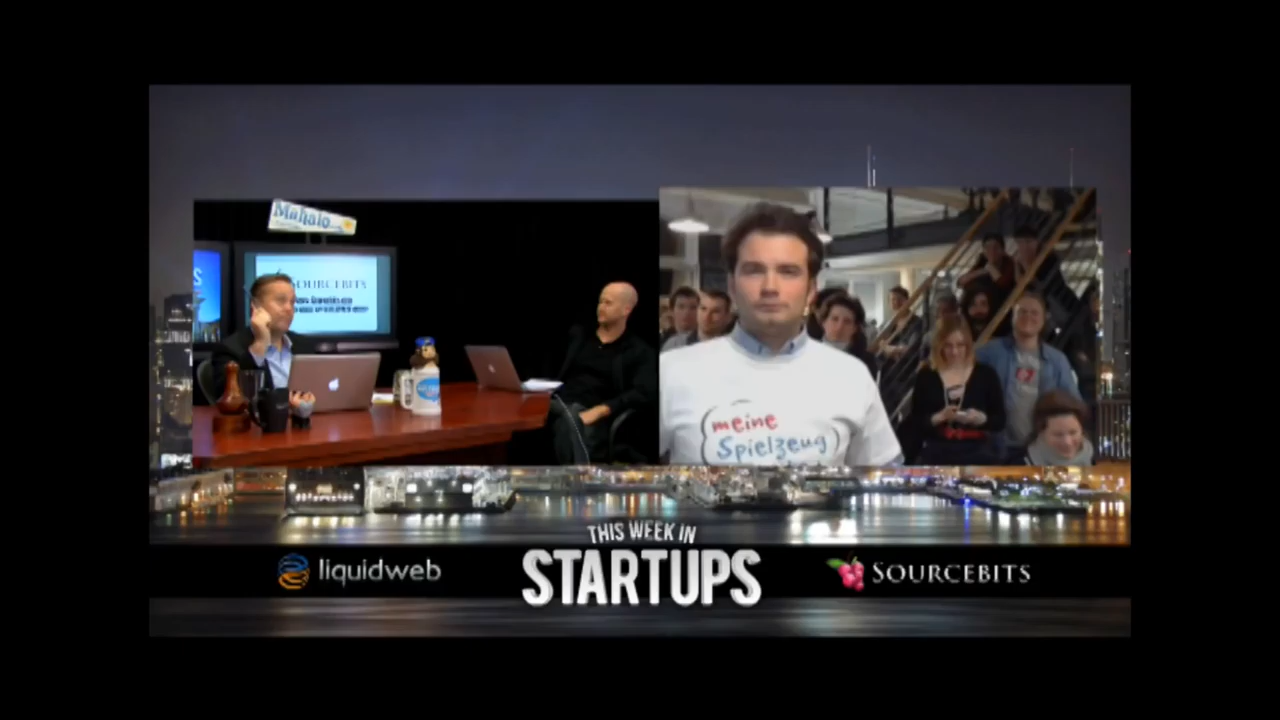 Mahalo
S
SOURCEBITS
meine
Spielzeug
THIS WEEK IN
STARTUPS
liquidweb
SOURCEBITS